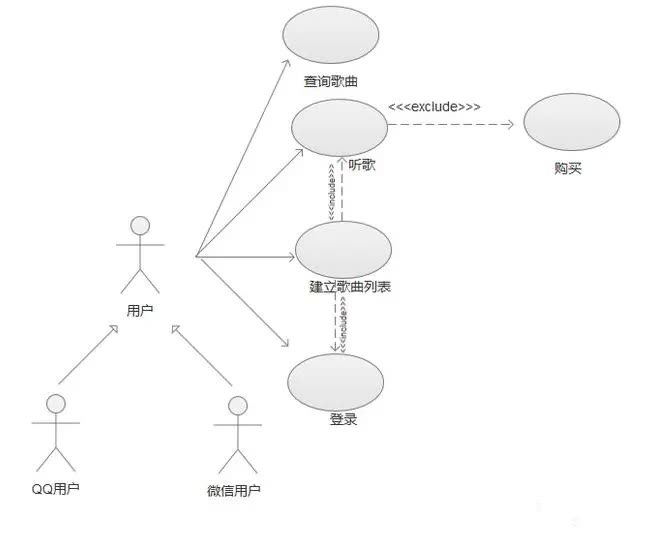 查询歌曲
<<<exclude>>>
听歌
购买
<<<include>>>
用户
建立歌曲列表
<<<include>>>
登录
QQ用户
微信用户